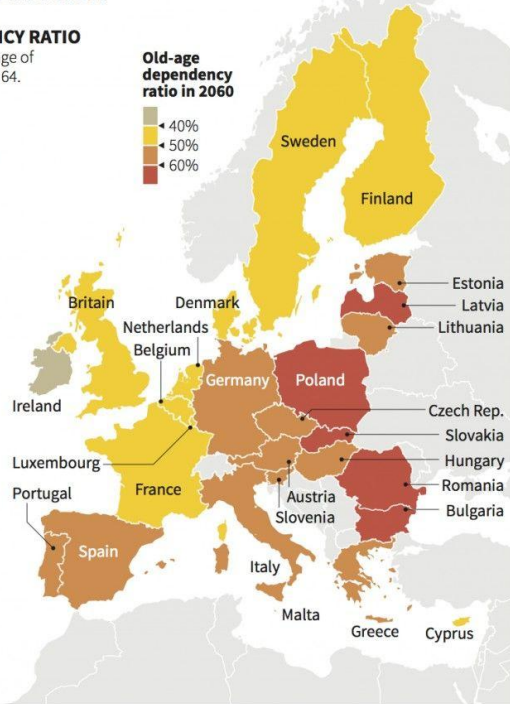 NCY RATIO
ge of
64.
Old-age
dependency
ratio in 2060
40%
50%
60%
Sweden
Finland
Estonia
Latvia
Lithuania
Britain
Denmark
Netherlands
Belgium
Germany
Poland
Ireland
Czech Rep.
Slovakia
Luxembourg
Hungary
France
Romania
Portugal
Austria
Bulgaria
Slovenia
Spain
Italy
Malta
Greece
Cyprus